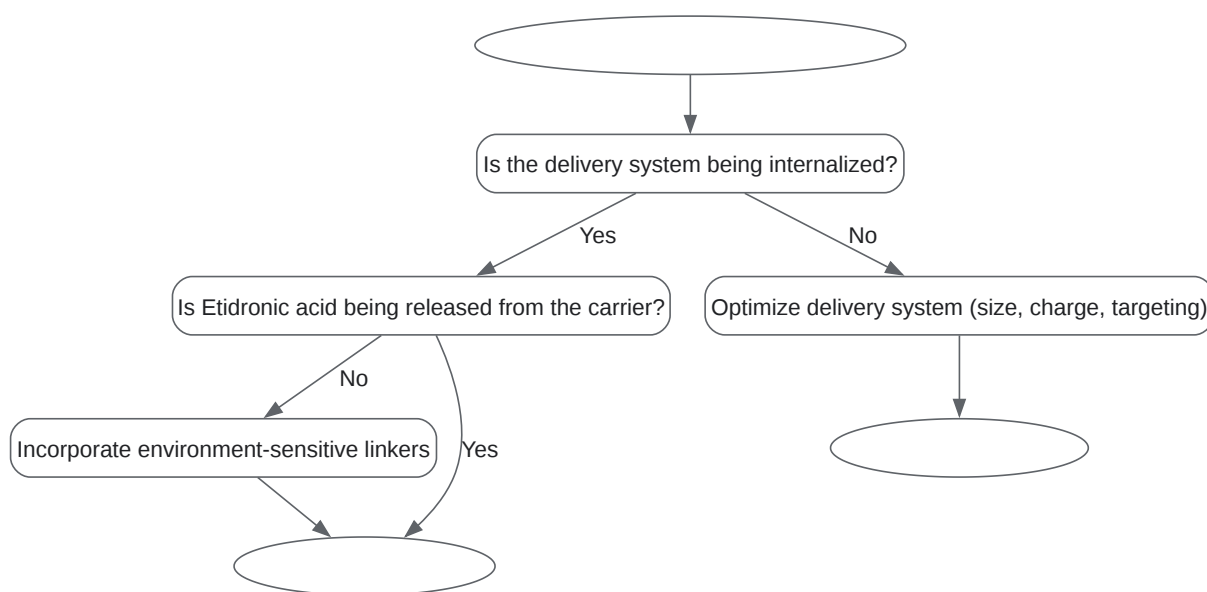 Is the delivery system being internalized?
Yes
No
Is Etidronic acid being released from the carrier?
Optimize delivery system (size, charge, targeting)
No
Incorporate environment-sensitive linkers
Yes